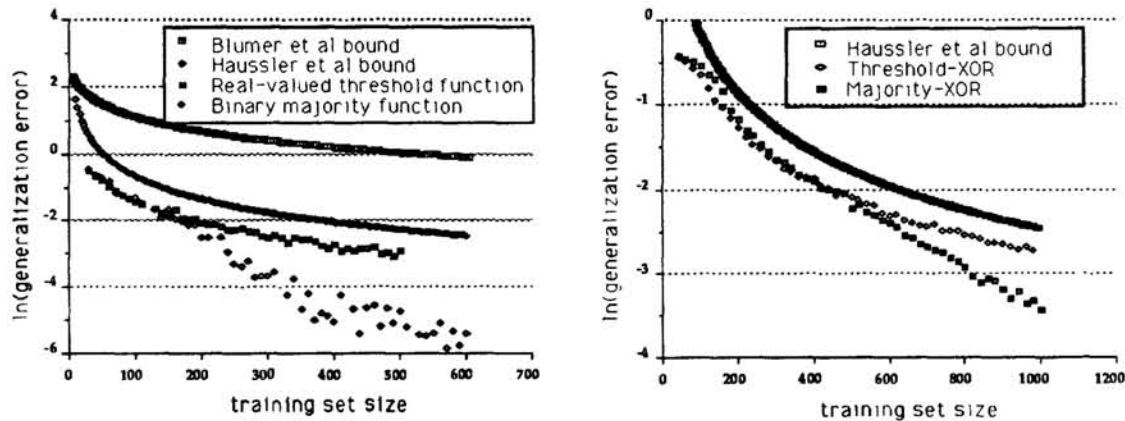 ln(generalization error)
6
4
2
0
-2
-4
-6
Blumer et al bound
Haussler et al bound
Real-valued threshold function
Binary majority function
0
100
200
300
400
500
600
700
training set size
ln(generalization error)
-0
-1
-2
-3
-4
Haussler et al bound
Threshold-XOR
Majority-XOR
0
200
400
600
800
1000
1200
training set size